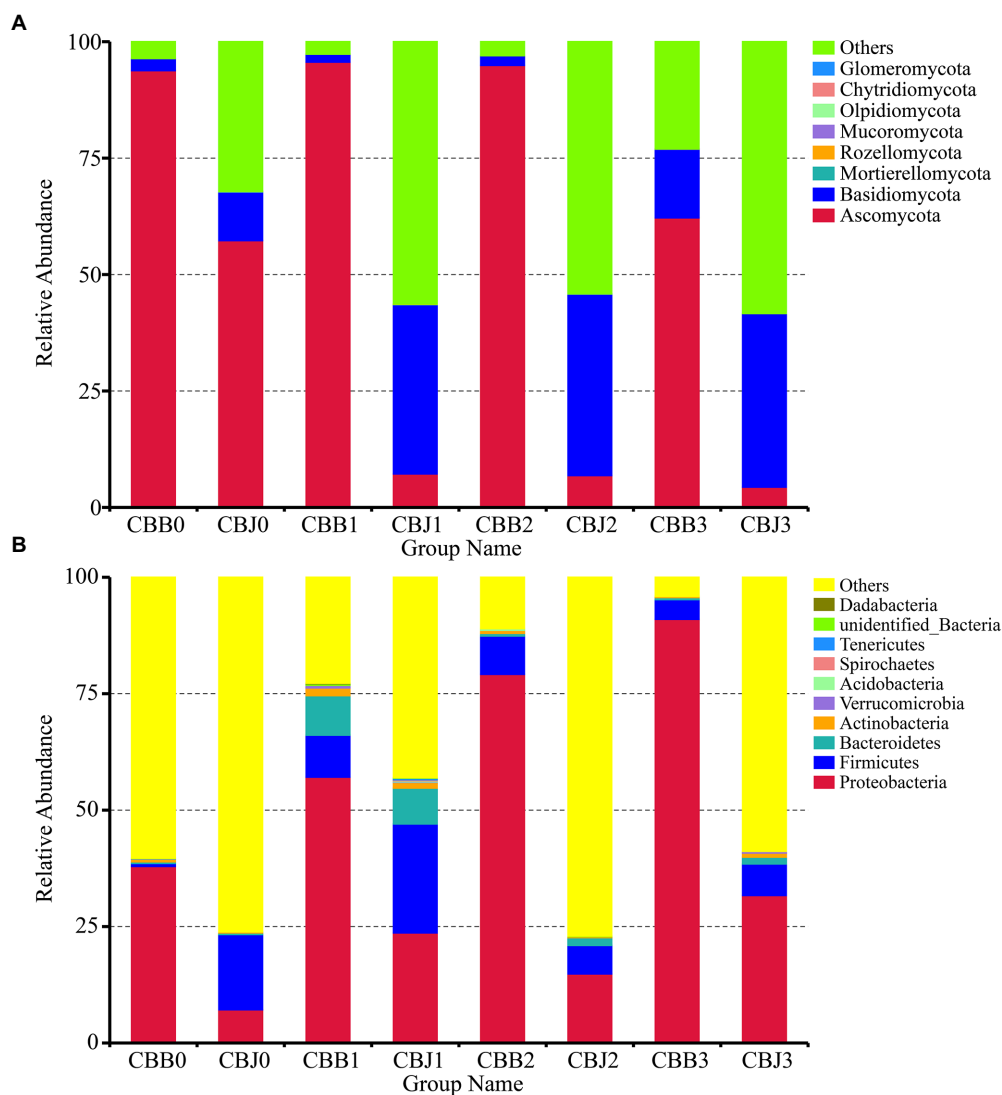 A
100
75
50
25
0
Relative Abundance
CBB0 CBJ0 CBB1 CBJ1 CBB2 CBJ2 CBB3 CBJ3
Group Name
Others
Glomeromycota
Chytridiomycota
Olpidiomycota
Mucoromycota
Rozellomycota
Mortierellomycota
Basidiomycota
Ascomycota
B
100
75
50
25
0
Relative Abundance
CBB0 CBJ0 CBB1 CBJ1 CBB2 CBJ2 CBB3 CBJ3
Group Name
Others
Dadabacteria
unidentified_Bacteria
Tenericutes
Spirochaetes
Acidobacteria
Verrucomicrobia
Actinobacteria
Bacteroidetes
Firmicutes
Proteobacteria